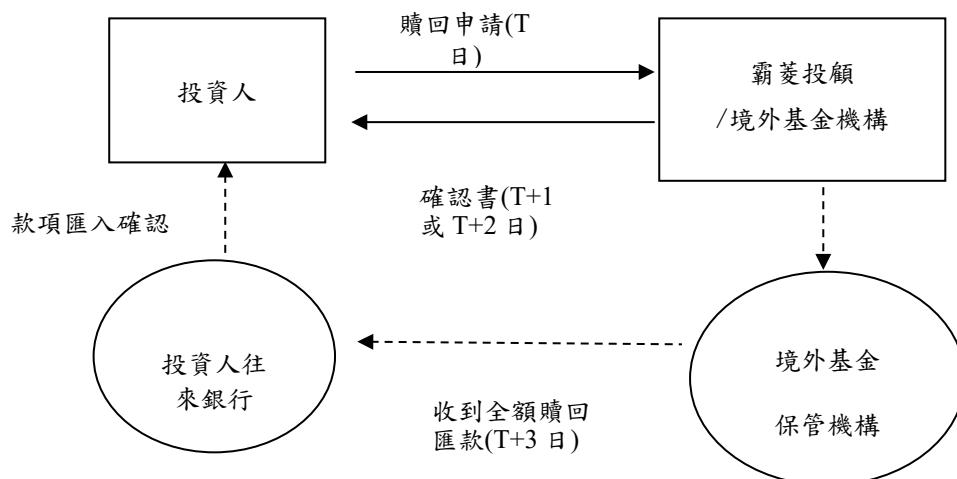 贖回申請(T
日)
投資人
霸菱投顧
/境外基金機構
確認書(T+1
或 T+2 日)
款項匯入確認
投資人往
來銀行
境外基金
保管機構
收到全額贖回
匯款(T+3 日)